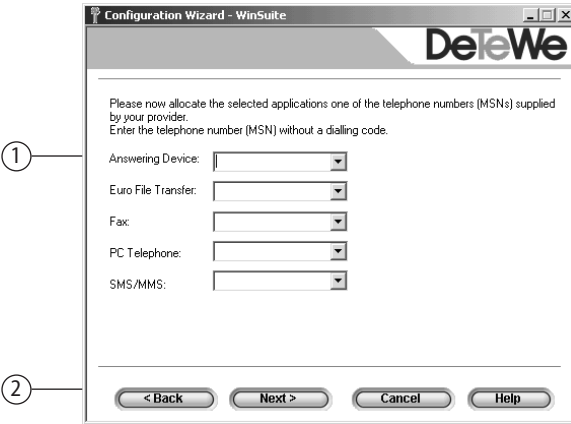 Configuration Wizard - WinSuite
DeTeWe
Please now allocate the selected applications one of the telephone numbers (MSNs) supplied
by your provider.
Enter the telephone number (MSN) without a dialling code.
1
Answering Device:
Euro File Transfer:
Fax:
PC Telephone:
SMS/MMS:
2
< Back
Next >
Cancel
Help